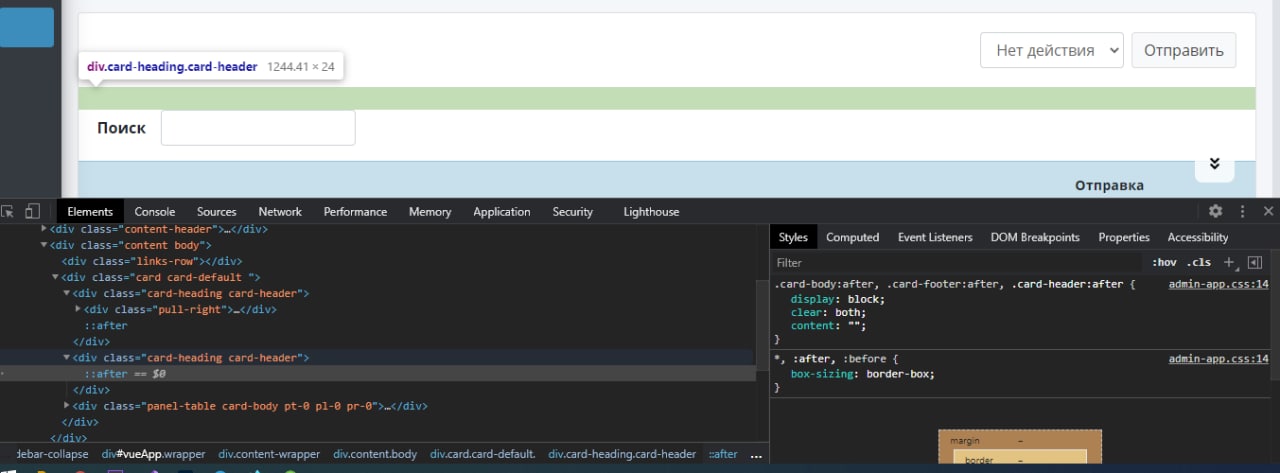 Нет действия
Отправить
div.card-heading.card-header 1244.41 × 24
Поиск
Отправка
Elements Console Sources Network Performance Memory Application Security Lighthouse
<div class="content-header">…</div>
<div class="content body">
<div class="links-row"></div>
<div class="card card-default ">
<div class="card-heading card-header">
<div class="pull-right">…</div>
::after
</div>
<div class="card-heading card-header">
::after == $0
</div>
<div class="panel-table card-body pt-0 pl-0 pr-0">…</div>
</div>
</div>
debar-collapse div#vueApp.wrapper div.content-wrapper div.content.body div.card.card-default. div.card-heading.card-header ::after …
Styles Computed Event Listeners DOM Breakpoints Properties Accessibility
Filter :hov .cls
.card-body:after, .card-footer:after, .card-header:after { admin-app.css:14
display: block;
clear: both;
content: "";
}
*, :after, :before { admin-app.css:14
box-sizing: border-box;
}
margin –
border –